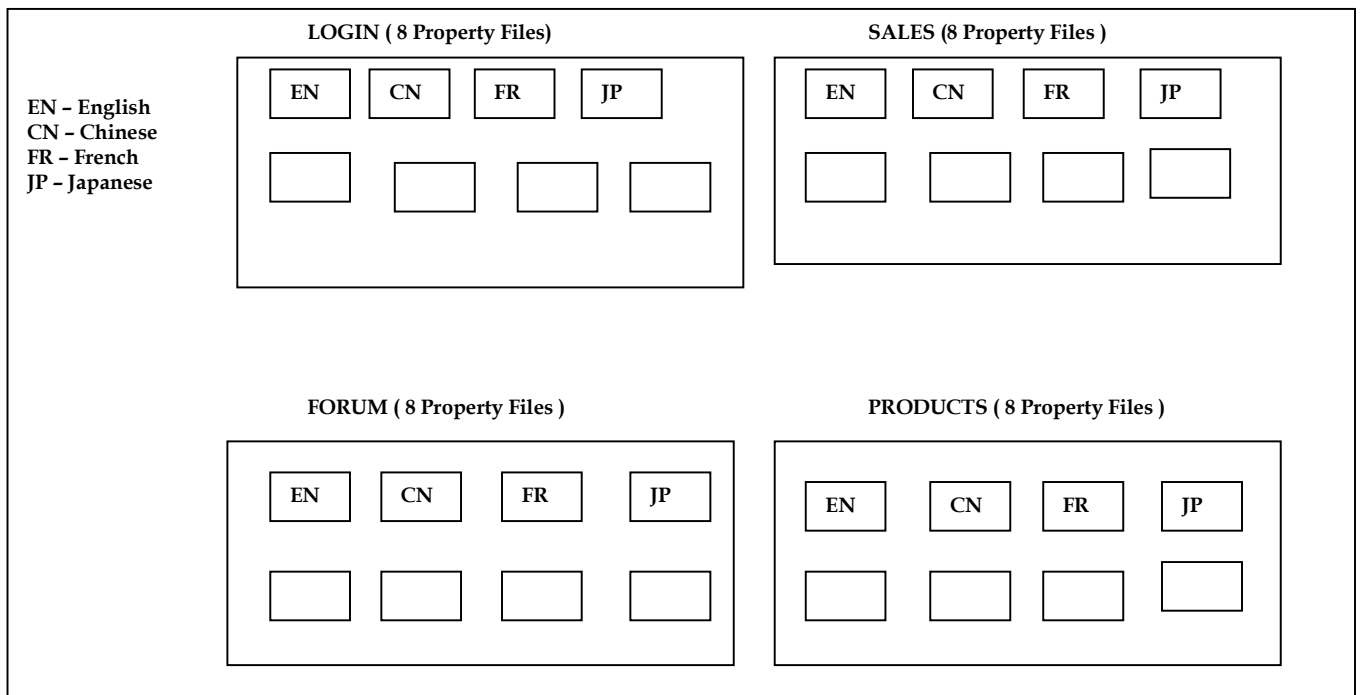 LOGIN ( 8 Property Files)
SALES (8 Property Files )
EN CN FR JP
EN CN FR JP
EN – English
CN – Chinese
FR – French
JP – Japanese
FORUM ( 8 Property Files )
PRODUCTS ( 8 Property Files )
EN CN FR JP
EN CN FR JP